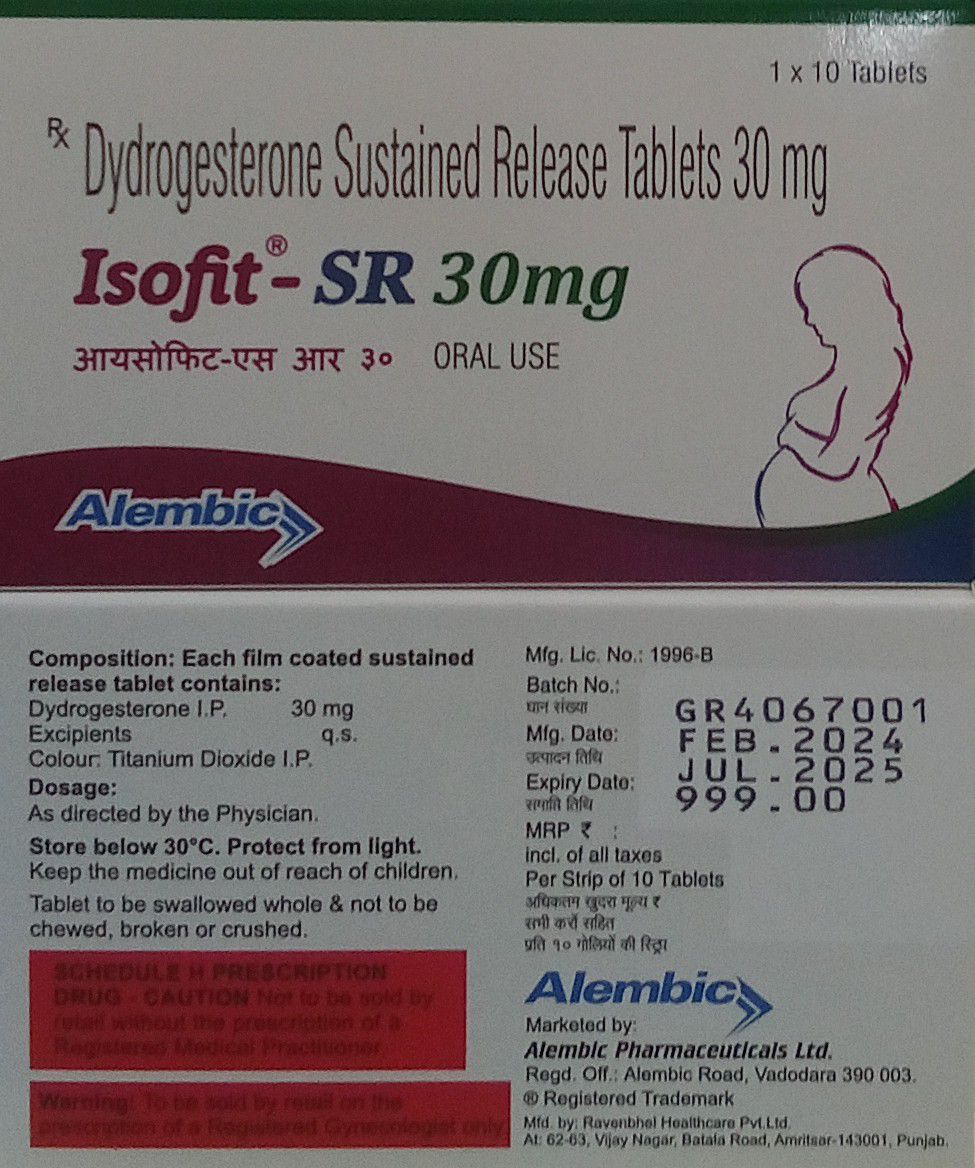 1 x 10 Tablets
Rx Dydrogesterone Sustained Release Tablets 30 mg
Isofit®- SR 30mg
आयसोफिट-एस आर ३० ORAL USE
Alembic
Composition: Each film coated sustained
release tablet contains:
Dydrogesterone I.P. 30 mg
Excipients q.s.
Colour: Titanium Dioxide I.P.
Dosage:
As directed by the Physician.
Store below 30°C. Protect from light.
Keep the medicine out of reach of children.
Tablet to be swallowed whole & not to be
chewed, broken or crushed.
SCHEDULE H PRESCRIPTION
DRUG - CAUTION Not to be sold by
retail without the prescription of a
Registered Medical Practitioner.
Warning: To be sold by retail on the
prescription of a Registered Gynecologist only.
Mfg. Lic. No.: 1996-B
Batch No.:
घान संख्या
Mfg. Date:
उत्पादन तिथि
Expiry Date:
समाप्ति तिथि
MRP ₹ :
GR4067001
FEB.2024
JUL.2025
999.00
incl. of all taxes
Per Strip of 10 Tablets
अधिकतम खुदरा मूल्य ₹
सभी करों सहित
प्रति १० गोलियों की स्ट्रिप
Alembic
Marketed by:
Alembic Pharmaceuticals Ltd.
Regd. Off.: Alembic Road, Vadodara 390 003.
® Registered Trademark
Mfd. by: Ravenbhel Healthcare Pvt.Ltd.
At: 62-63, Vijay Nagar, Batala Road, Amritsar-143001, Punjab.